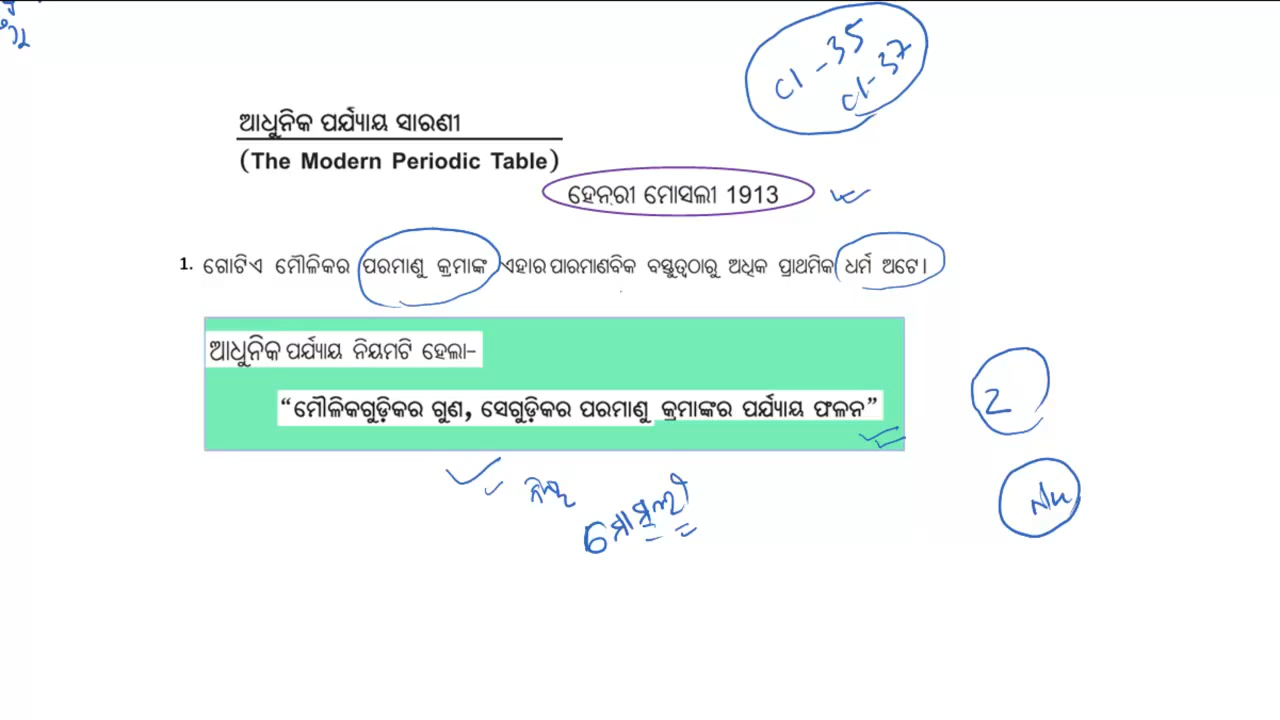 Cl - 35
Cl - 37
ଆଧୁନିକ ପର୍ଯ୍ୟାୟ ସାରଣୀ
(The Modern Periodic Table)
ହେନରୀ ମୋସଲୀ 1913
1. ଗୋଟିଏ ମୌଳିକର ପରମାଣୁ କ୍ରମାଙ୍କ ଏହାର ପାରମାଣବିକ ବସ୍ତୁତ୍ୱଠାରୁ ଅଧିକ ପ୍ରାଥମିକ ଧର୍ମ ଅଟେ।
ଆଧୁନିକ ପର୍ଯ୍ୟାୟ ନିୟମଟି ହେଲା-
“ମୌଳିକଗୁଡ଼ିକର ଗୁଣ, ସେଗୁଡ଼ିକର ପରମାଣୁ କ୍ରମାଙ୍କର ପର୍ଯ୍ୟାୟ ଫଳନ”